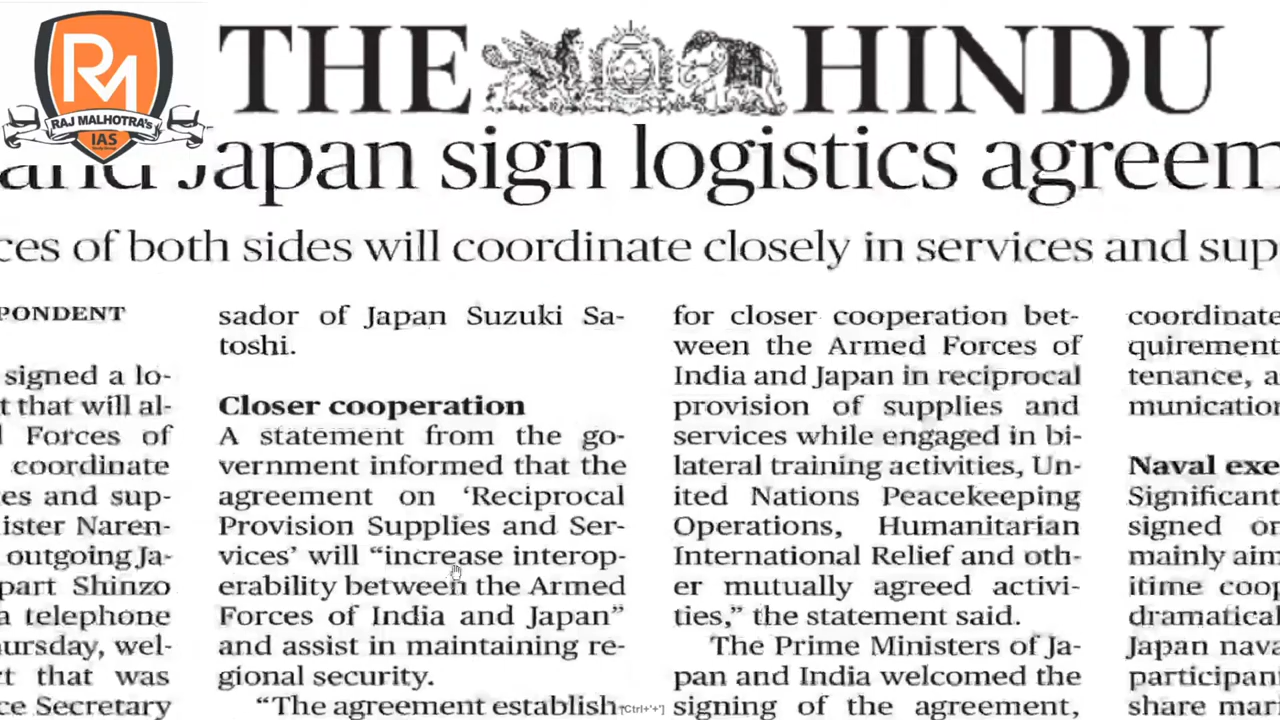 RM
RAJ MALHOTRA'S
IAS
THE HINDU
and Japan sign logistics agreem
ces of both sides will coordinate closely in services and sup
PONDENT
signed a lo-
t that will al-
l Forces of
coordinate
es and sup-
ister Naren-
outgoing Ja-
part Shinzo
a telephone
hursday, wel-
ct that was
ce Secretary
sador of Japan Suzuki Sa-
toshi.
Closer cooperation
A statement from the go-
vernment informed that the
agreement on ‘Reciprocal
Provision Supplies and Ser-
vices’ will “increase interop-
erability between the Armed
Forces of India and Japan”
and assist in maintaining re-
gional security.
“The agreement establish
[Ctrl+'+']
for closer cooperation bet-
ween the Armed Forces of
India and Japan in reciprocal
provision of supplies and
services while engaged in bi-
lateral training activities, Un-
ited Nations Peacekeeping
Operations, Humanitarian
International Relief and oth-
er mutually agreed activi-
ties,” the statement said.
The Prime Ministers of Ja-
pan and India welcomed the
signing of the agreement,
coordinate
quirement
tenance, a
munication
Naval exe
Significant
signed on
mainly aim
itime coop
dramatical
Japan nava
participant
share mari